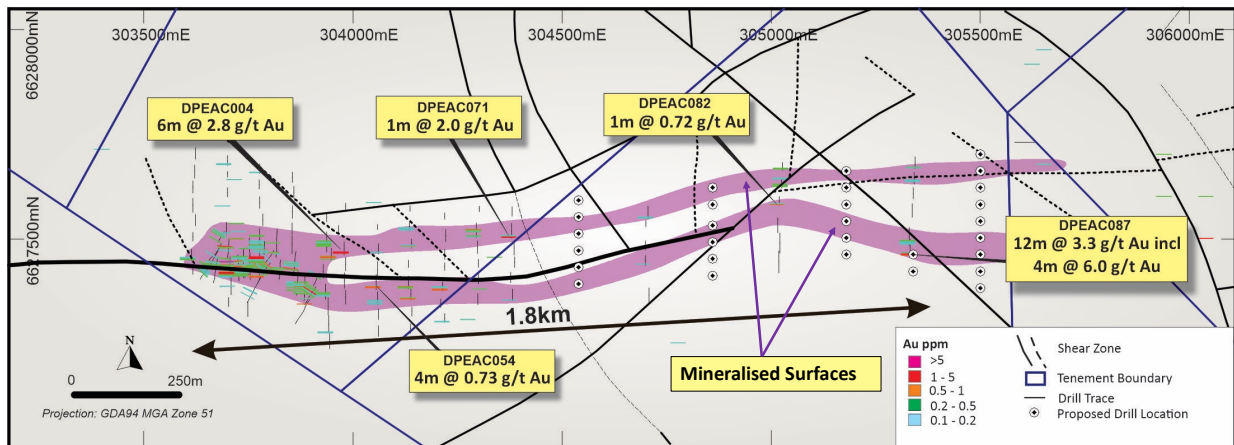 303500mE
304000mE
304500mE
305000mE
305500mE
306000mE
6628000mN
6627500mN
DPEAC004
6m @ 2.8 g/t Au
DPEAC071
1m @ 2.0 g/t Au
DPEAC082
1m @ 0.72 g/t Au
DPEAC087
12m @ 3.3 g/t Au incl
4m @ 6.0 g/t Au
1.8km
DPEAC054
4m @ 0.73 g/t Au
Mineralised Surfaces
N
0
250m
Projection: GDA94 MGA Zone 51
Au ppm
>5
1 - 5
0.5 - 1
0.2 - 0.5
0.1 - 0.2
Shear Zone
Tenement Boundary
Drill Trace
Proposed Drill Location